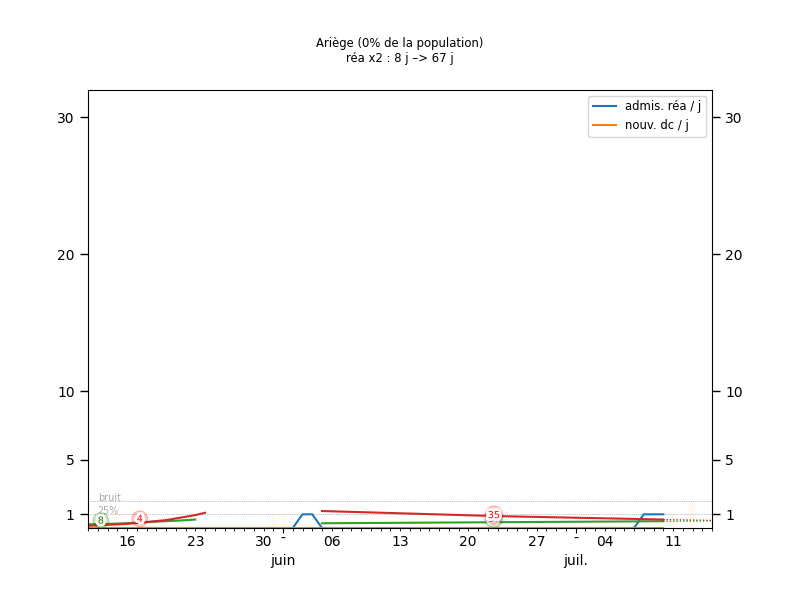 Ariège (0% de la population)
réa x2 : 8 j –> 67 j
admis. réa / j
nouv. dc / j
30 30
20 20
10 10
5 5
bruit
25%
1 1
8 4 35
16 23 30 - 06 13 20 27 - 04 11
juin juil.